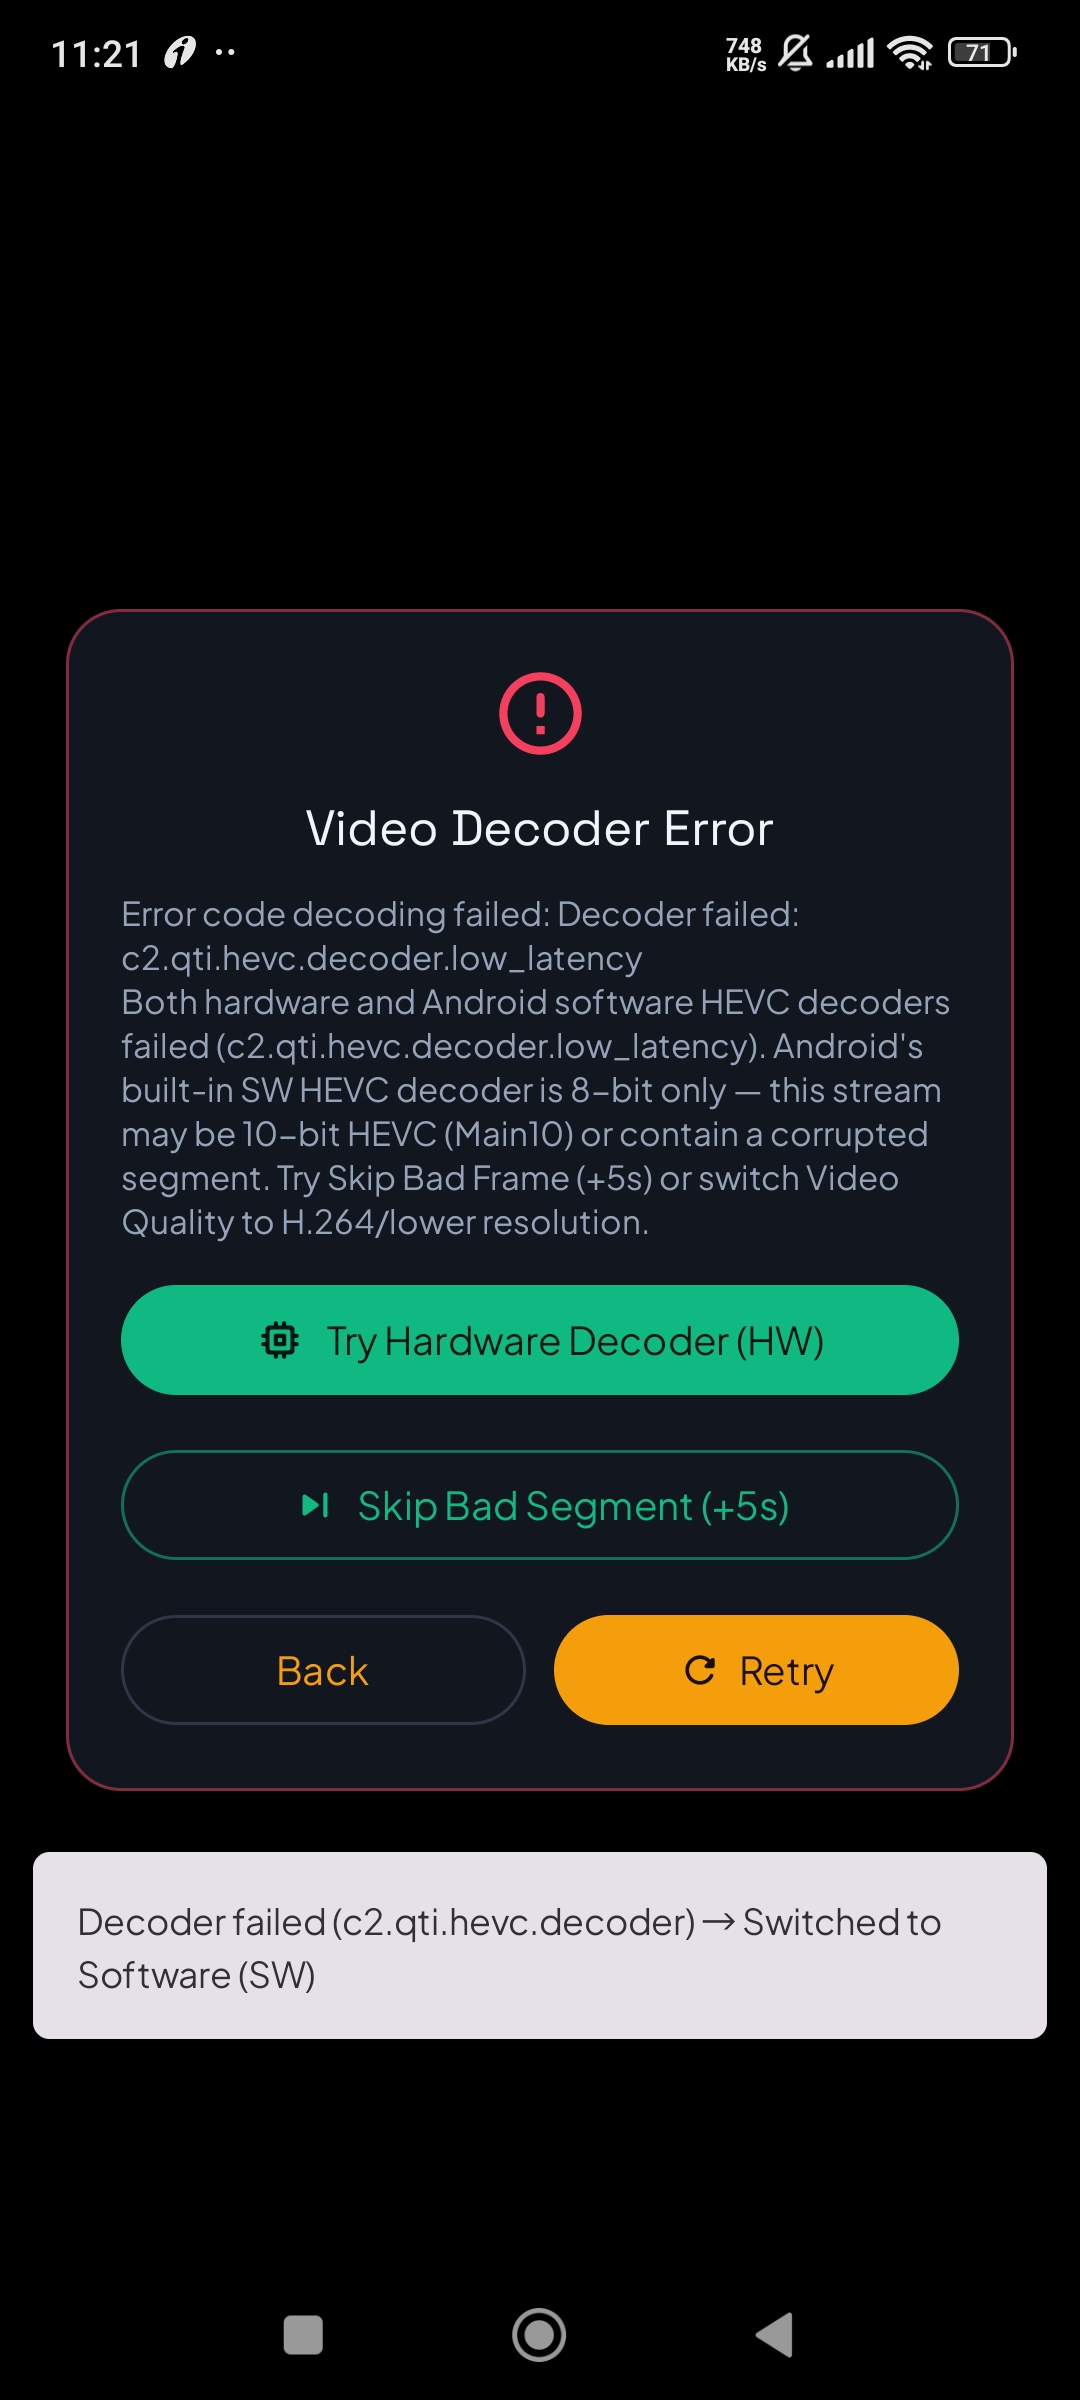 11:21
748
KB/s
71
Video Decoder Error
Error code decoding failed: Decoder failed:
c2.qti.hevc.decoder.low_latency
Both hardware and Android software HEVC decoders
failed (c2.qti.hevc.decoder.low_latency). Android's
built-in SW HEVC decoder is 8-bit only — this stream
may be 10-bit HEVC (Main10) or contain a corrupted
segment. Try Skip Bad Frame (+5s) or switch Video
Quality to H.264/lower resolution.
Try Hardware Decoder (HW)
Skip Bad Segment (+5s)
Back
Retry
Decoder failed (c2.qti.hevc.decoder) → Switched to
Software (SW)